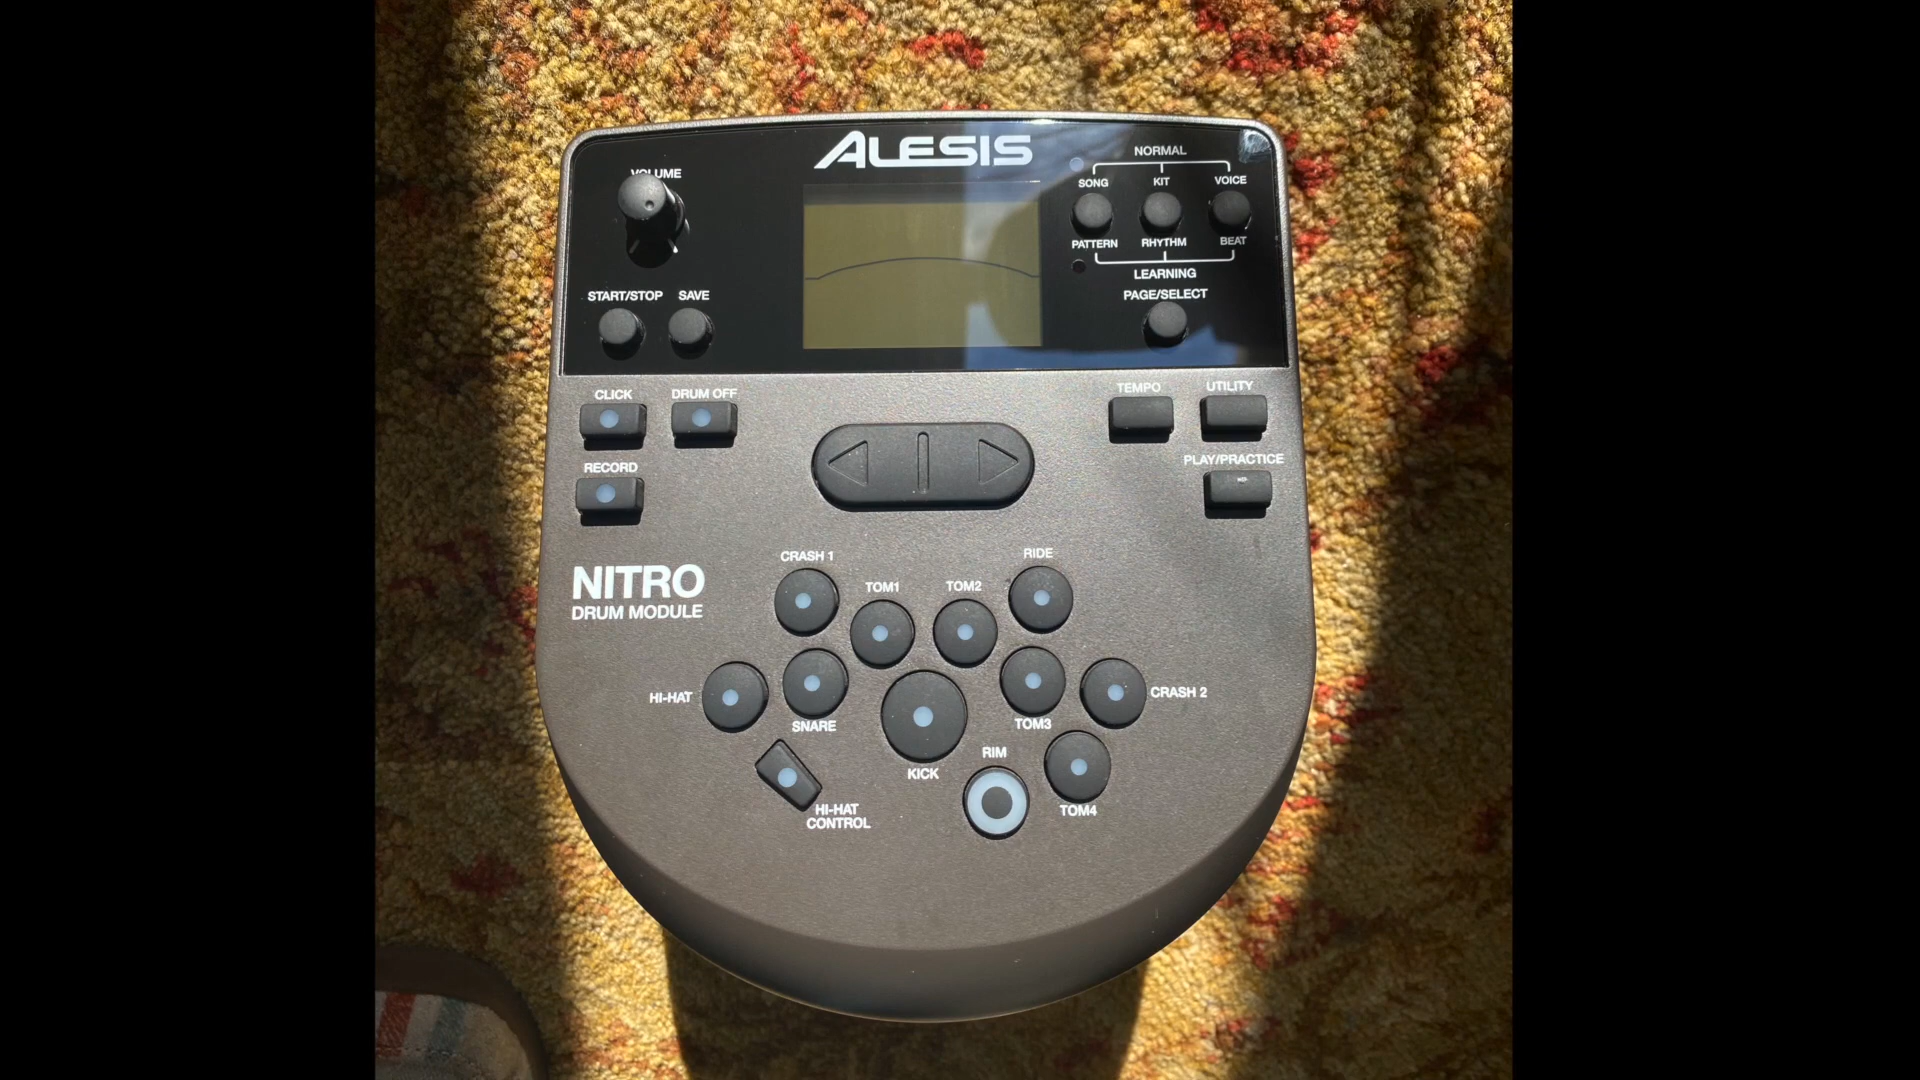 ALESIS
VOLUME
NORMAL
SONG KIT VOICE
PATTERN RHYTHM BEAT
LEARNING
START/STOP SAVE
PAGE/SELECT
CLICK DRUM OFF
TEMPO UTILITY
RECORD
PLAY/PRACTICE
NITRO
DRUM MODULE
CRASH 1
RIDE
TOM1 TOM2
HI-HAT
CRASH 2
SNARE
TOM3
RIM
KICK
HI-HAT
CONTROL
TOM4